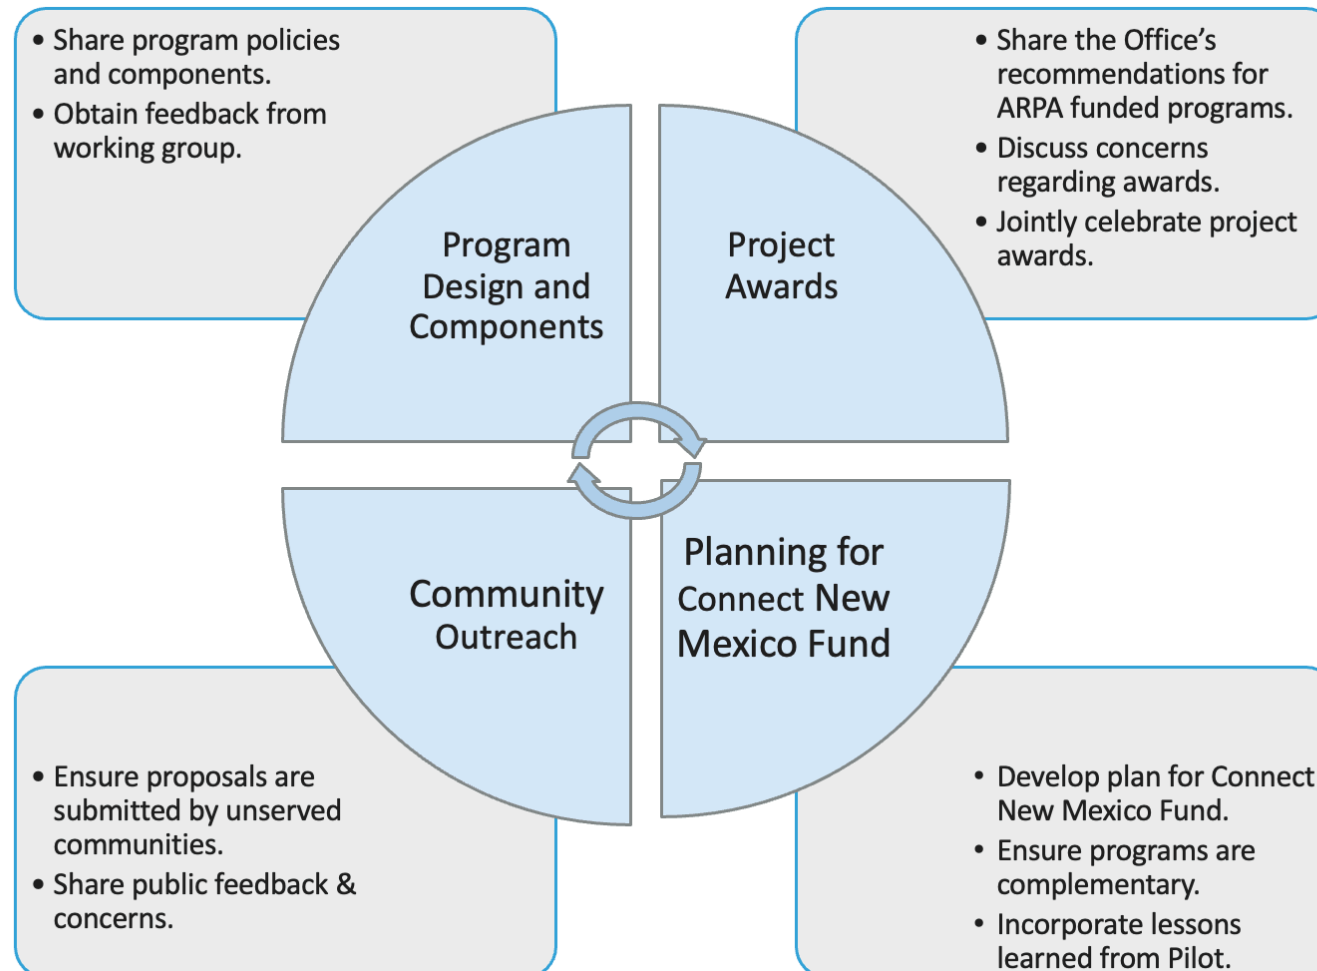 • Share program policies
and components.
• Obtain feedback from
working group.
• Share the Office’s
recommendations for
ARPA funded programs.
• Discuss concerns
regarding awards.
• Jointly celebrate project
awards.
Program
Design and
Components
Project
Awards
Community
Outreach
Planning for
Connect New
Mexico Fund
• Ensure proposals are
submitted by unserved
communities.
• Share public feedback &
concerns.
• Develop plan for Connect
New Mexico Fund.
• Ensure programs are
complementary.
• Incorporate lessons
learned from Pilot.